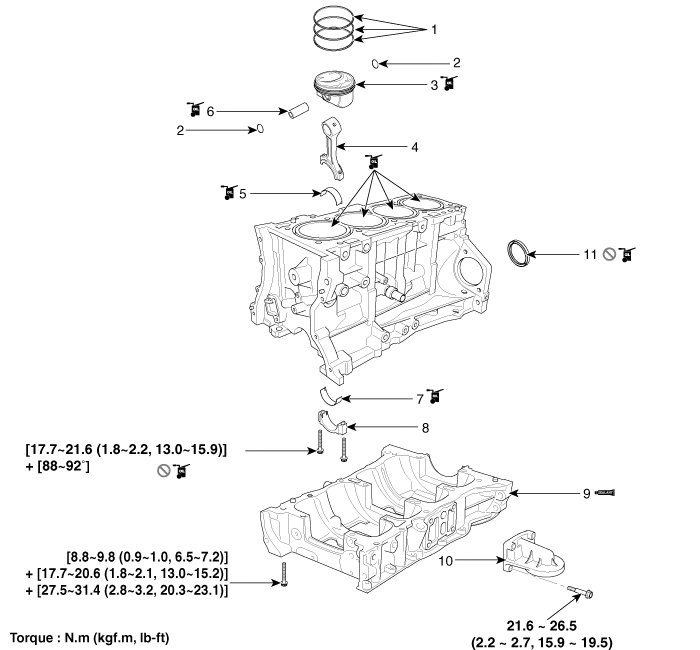 1
2
3
6
2
4
5
11
7
8
[17.7~21.6 (1.8~2.2, 13.0~15.9)]
+ [88~92°]
9
[8.8~9.8 (0.9~1.0, 6.5~7.2)]
+ [17.7~20.6 (1.8~2.1, 13.0~15.2)]
+ [27.5~31.4 (2.8~3.2, 20.3~23.1)]
10
21.6 ~ 26.5
(2.2 ~ 2.7, 15.9 ~ 19.5)
Torque : N.m (kgf.m, lb-ft)